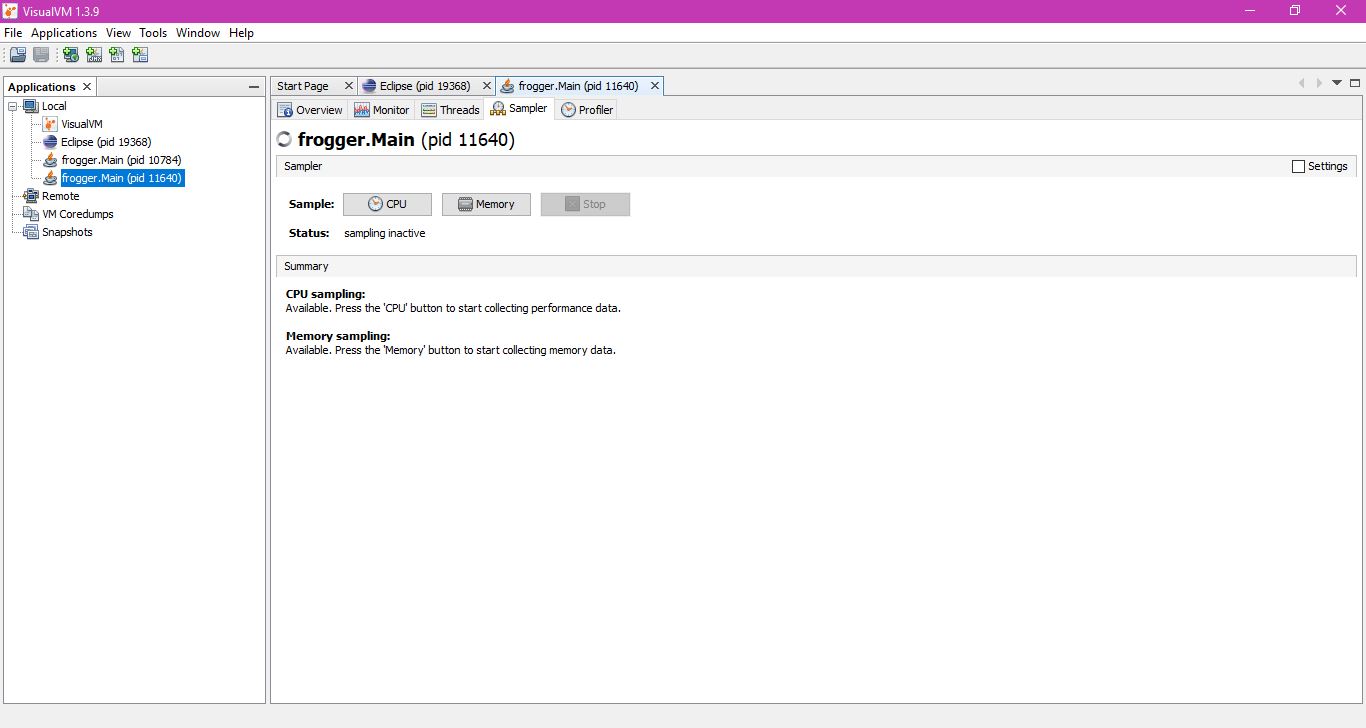 VisualVM 1.3.9
File Applications View Tools Window Help
Applications
Start Page Eclipse (pid 19368) frogger.Main (pid 11640)
Local
VisualVM
Eclipse (pid 19368)
frogger.Main (pid 10784)
frogger.Main (pid 11640)
Remote
VM Coredumps
Snapshots
Overview Monitor Threads Sampler Profiler
frogger.Main (pid 11640)
Sampler Settings
Sample: CPU Memory Stop
Status: sampling inactive
Summary
CPU sampling:
Available. Press the 'CPU' button to start collecting performance data.
Memory sampling:
Available. Press the 'Memory' button to start collecting memory data.